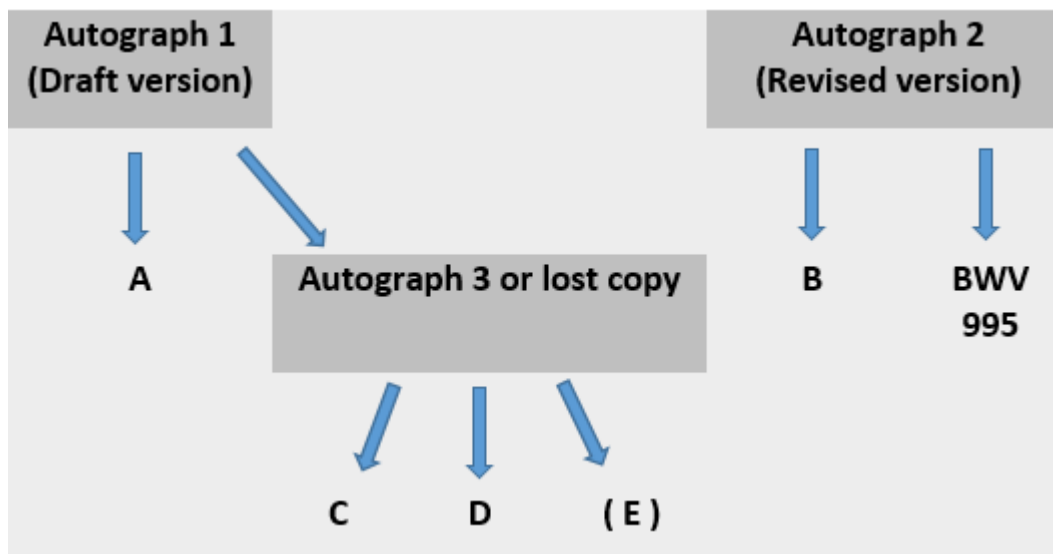 Autograph 1
(Draft version)
Autograph 2
(Revised version)
A
Autograph 3 or lost copy
B
BWV
995
C
D
( E )